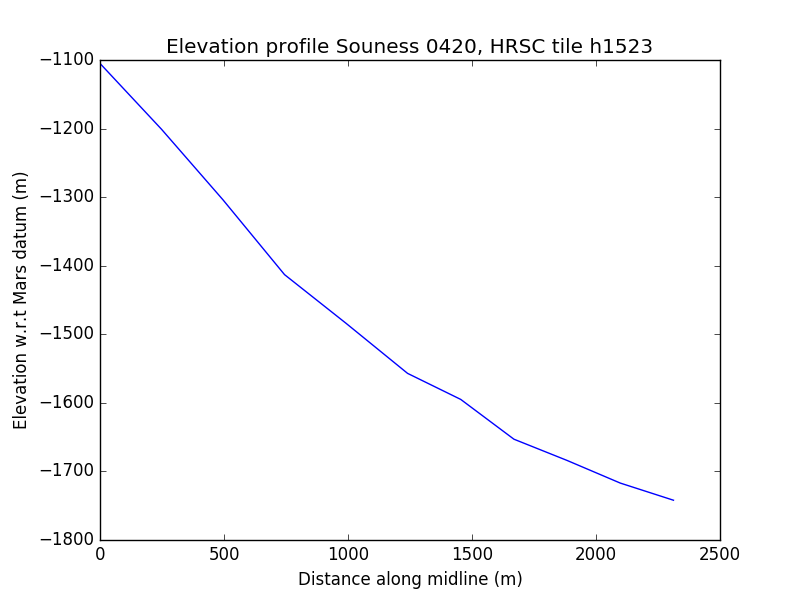 Elevation profile Souness 0420, HRSC tile h1523
−1100
−1200
−1300
−1400
−1500
−1600
−1700
−1800
Elevation w.r.t Mars datum (m)
0 500 1000 1500 2000 2500
Distance along midline (m)